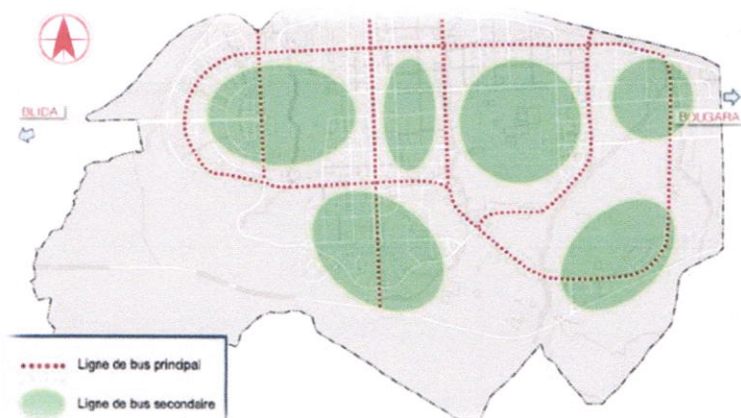 BLIDA
BOUGARA
Ligne de bus principal
Ligne de bus secondaire